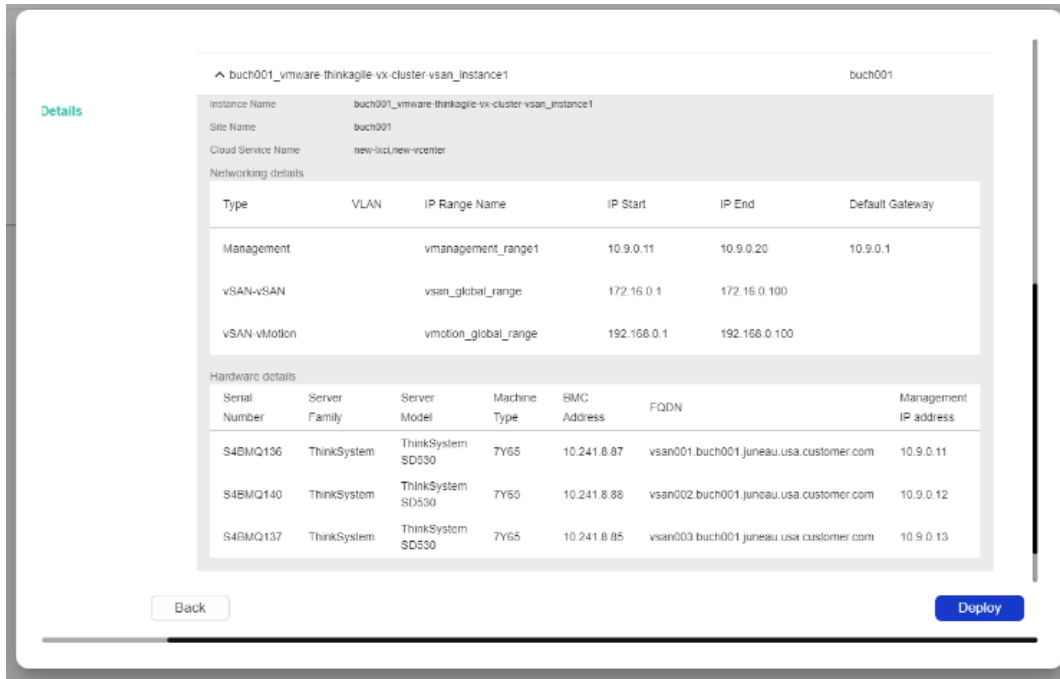 buch001_vmware-thinkagile-vx-cluster-vsan_instance1 buch001
Details
Instance Name buch001_vmware-thinkagile-vx-cluster-vsan_instance1
Site Name buch001
Cloud Service Name new-lxci,new-vcenter
Networking details
Type VLAN IP Range Name IP Start IP End Default Gateway
Management vmanagement_range1 10.9.0.11 10.9.0.20 10.9.0.1
vSAN-vSAN vsan_global_range 172.16.0.1 172.16.0.100
vSAN-vMotion vmotion_global_range 192.168.0.1 192.168.0.100
Hardware details
Serial Number Server Family Server Model Machine Type BMC Address FQDN Management IP address
S4BMQ136 ThinkSystem ThinkSystem SD530 7Y65 10.241.8.87 vsan001.buch001.juneau.usa.customer.com 10.9.0.11
S4BMQ140 ThinkSystem ThinkSystem SD530 7Y65 10.241.8.88 vsan002.buch001.juneau.usa.customer.com 10.9.0.12
S4BMQ137 ThinkSystem ThinkSystem SD530 7Y65 10.241.8.85 vsan003.buch001.juneau.usa.customer.com 10.9.0.13
Back Deploy